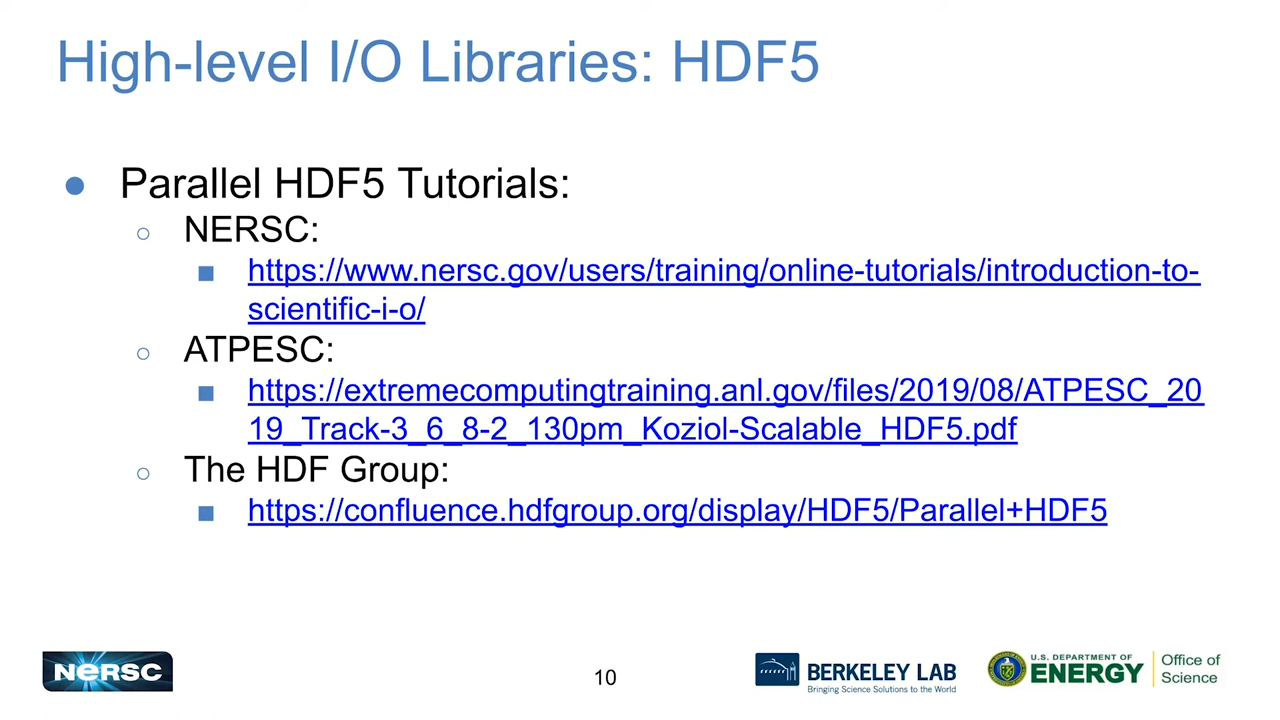 High-level I/O Libraries: HDF5
● Parallel HDF5 Tutorials:
○ NERSC:
■ https://www.nersc.gov/users/training/online-tutorials/introduction-to-
scientific-i-o/
○ ATPESC:
■ https://extremecomputingtraining.anl.gov/files/2019/08/ATPESC_20
19_Track-3_6_8-2_130pm_Koziol-Scalable_HDF5.pdf
○ The HDF Group:
■ https://confluence.hdfgroup.org/display/HDF5/Parallel+HDF5
NERSC
10
BERKELEY LAB
Bringing Science Solutions to the World
U.S. DEPARTMENT OF
ENERGY
Office of
Science